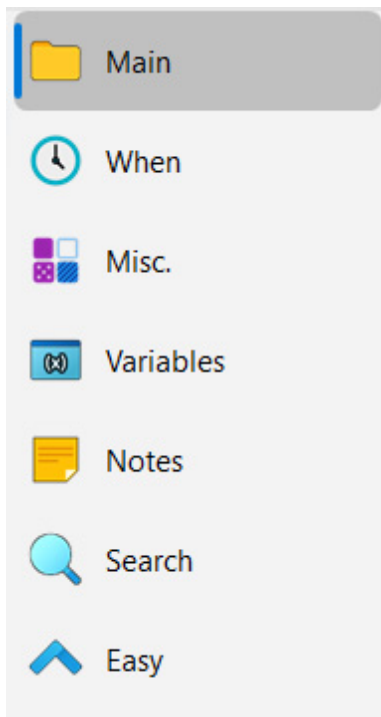 Main
When
Misc.
Variables
Notes
Search
Easy